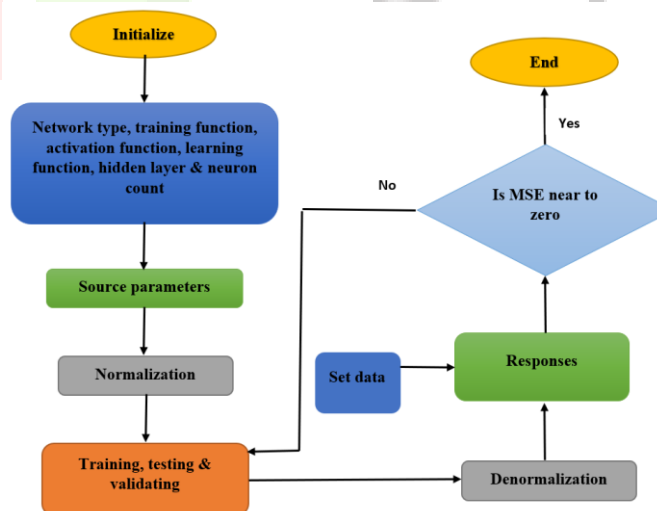 Initialize
Network type, training function,
activation function, learning
function, hidden layer & neuron
count
Source parameters
Normalization
Training, testing &
validating
Denormalization
Set data
Responses
Is MSE near to
zero
No
Yes
End